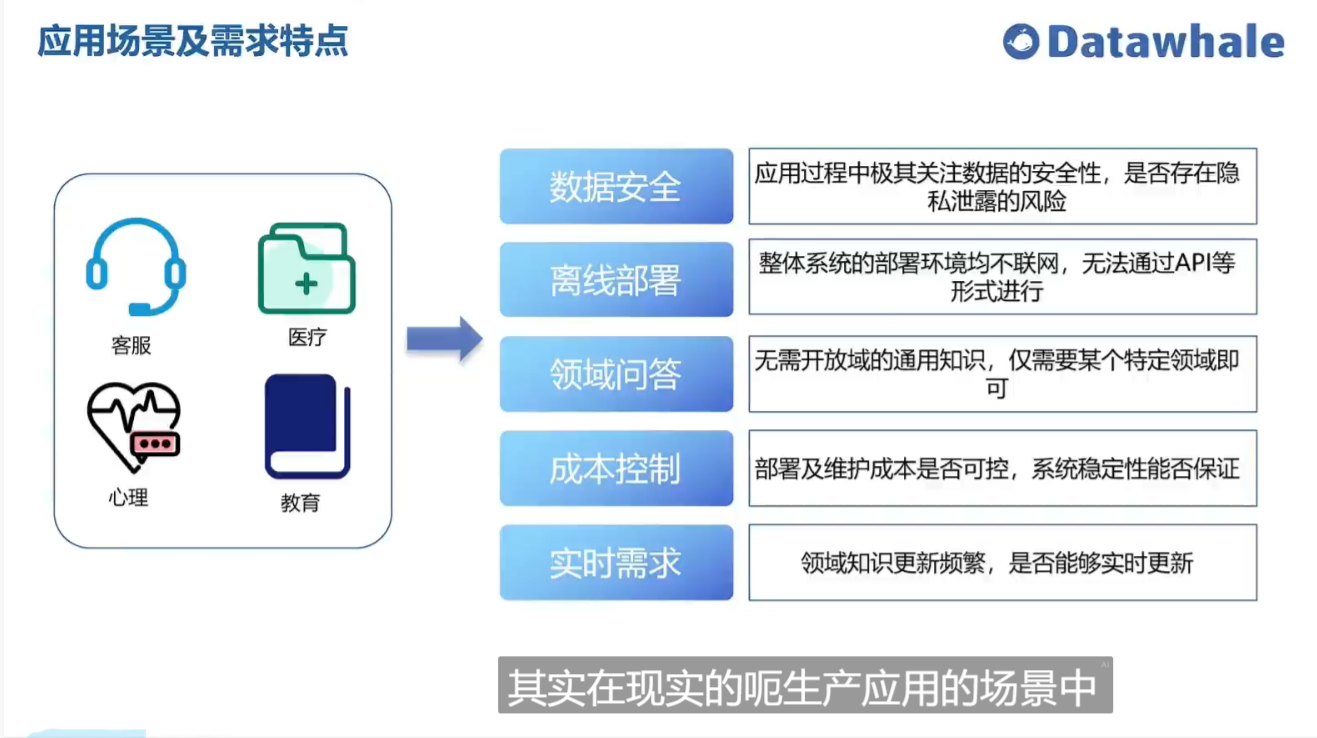 应用场景及需求特点
Datawhale
客服
医疗
心理
教育
数据安全
应用过程中极其关注数据的安全性，是否存在隐
私泄露的风险
离线部署
整体系统的部署环境均不联网，无法通过API等
形式进行
领域问答
无需开放域的通用知识，仅需要某个特定领域即
可
成本控制
部署及维护成本是否可控，系统稳定性能否保证
实时需求
领域知识更新频繁，是否能够实时更新
其实在现实的呃生产应用的场景中
AI